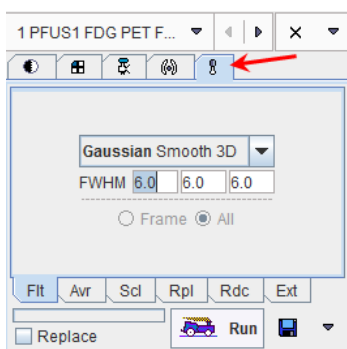 1 PFUS1 FDG PET F...
Gaussian Smooth 3D
FWHM 6.0 6.0 6.0
Frame All
Flt Avr Scl Rpl Rdc Ext
Replace Run